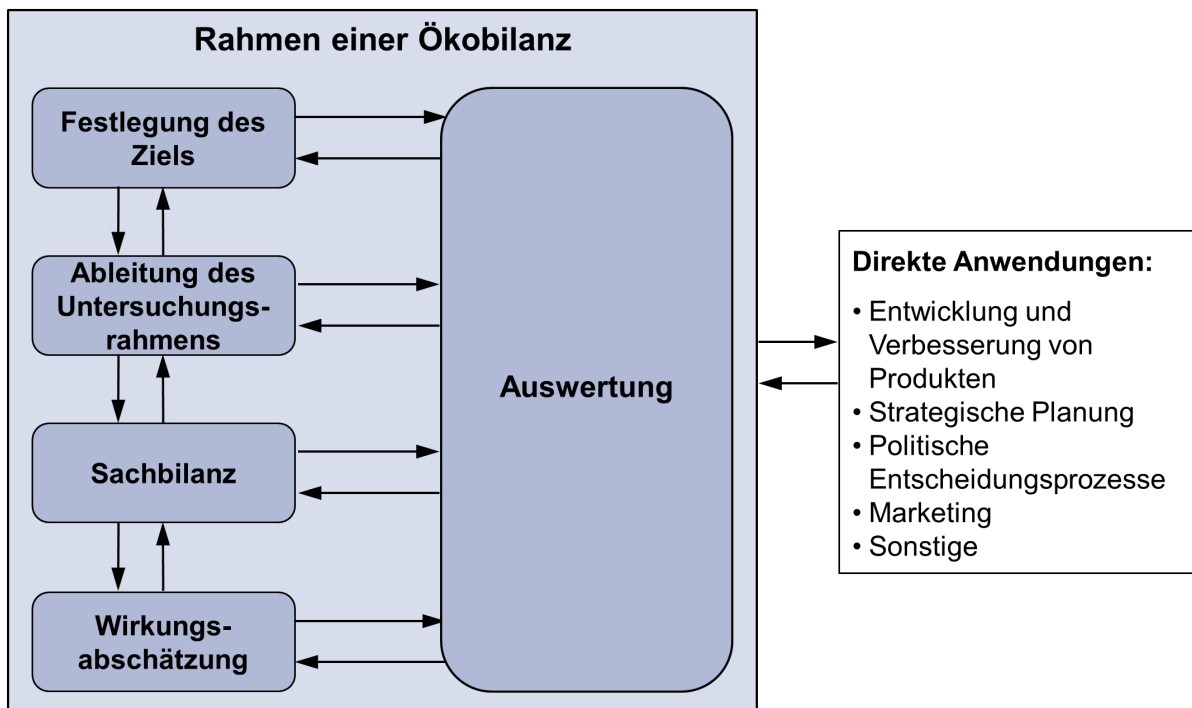 Rahmen einer Ökobilanz
Festlegung des
Ziels
Ableitung des
Untersuchungs-
rahmens
Sachbilanz
Wirkungs-
abschätzung
Auswertung
Direkte Anwendungen:
• Entwicklung und
Verbesserung von
Produkten
• Strategische Planung
• Politische
Entscheidungsprozesse
• Marketing
• Sonstige